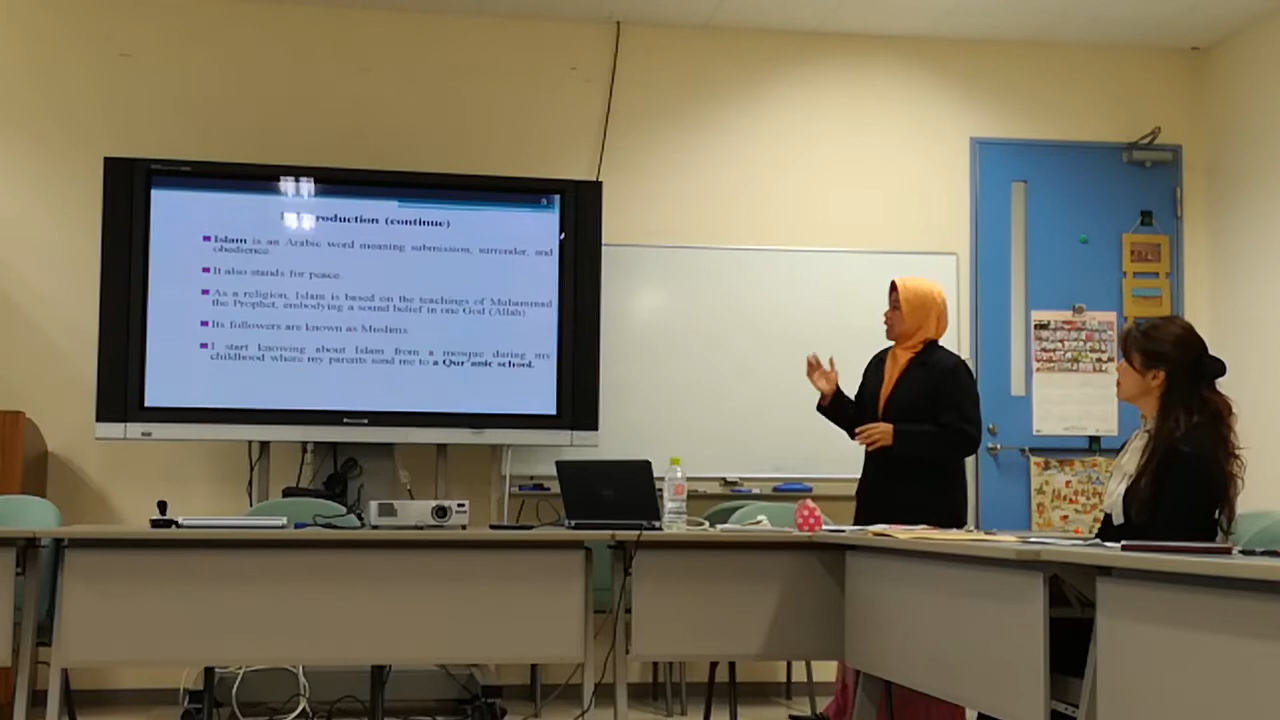 Introduction (continue)
Islam is an Arabic word meaning submission, surrender, and
obedience.
It also stands for peace.
As a religion, Islam is based on the teachings of Muhammad
the Prophet, embodying a sound belief in one God (Allah).
Its followers are known as Muslims
I start knowing about Islam from a mosque during my
childhood where my parents send me to a Qur'anic school.